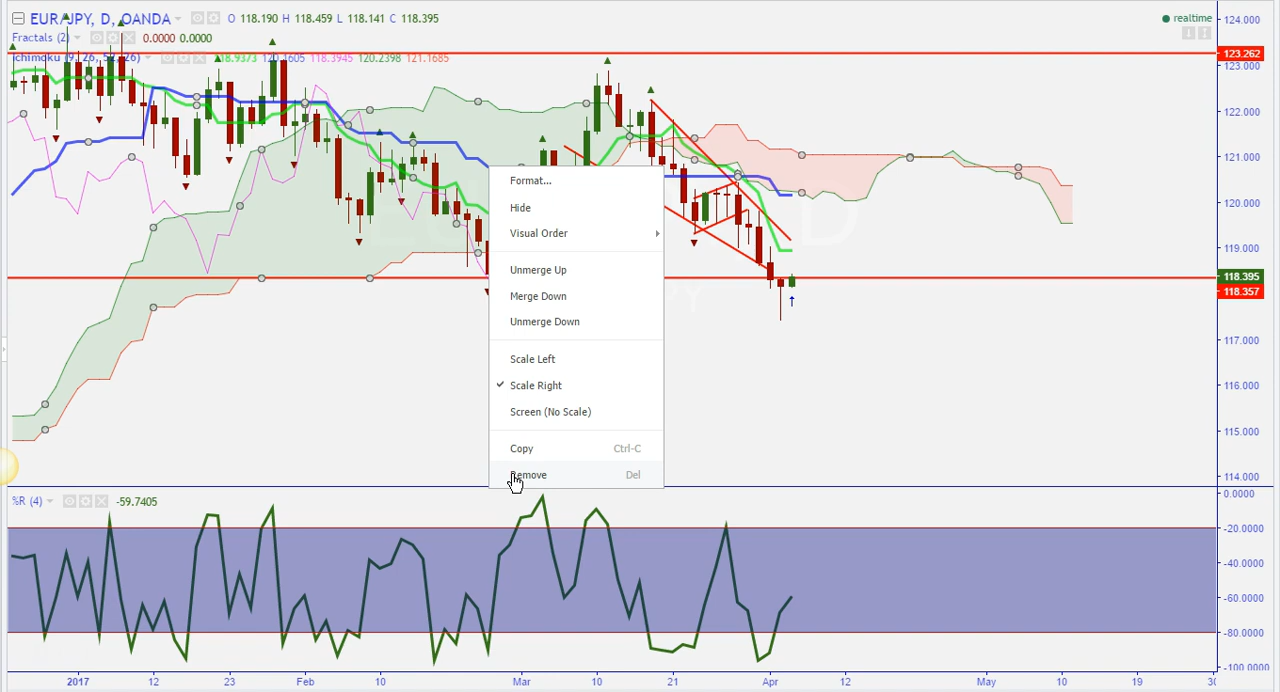 EUR/JPY, D, OANDA O 118.190 H 118.459 L 118.141 C 118.395
Fractals (2) 0.0000 0.0000
Ichimoku (9, 26, 52, 26) 118.9373 120.1605 118.3945 120.2398 121.1685
realtime
124.000
123.262
123.000
122.000
121.000
120.000
119.000
118.395
118.357
117.000
116.000
115.000
114.000
Format...
Hide
Visual Order
Unmerge Up
Merge Down
Unmerge Down
Scale Left
Scale Right
Screen (No Scale)
Copy Ctrl-C
Remove Del
%R (4) -59.7405
0.0000
-20.0000
-40.0000
-60.0000
-80.0000
-100.0000
2017 12 23 Feb 10 Mar 10 21 Apr 12 May 10 19